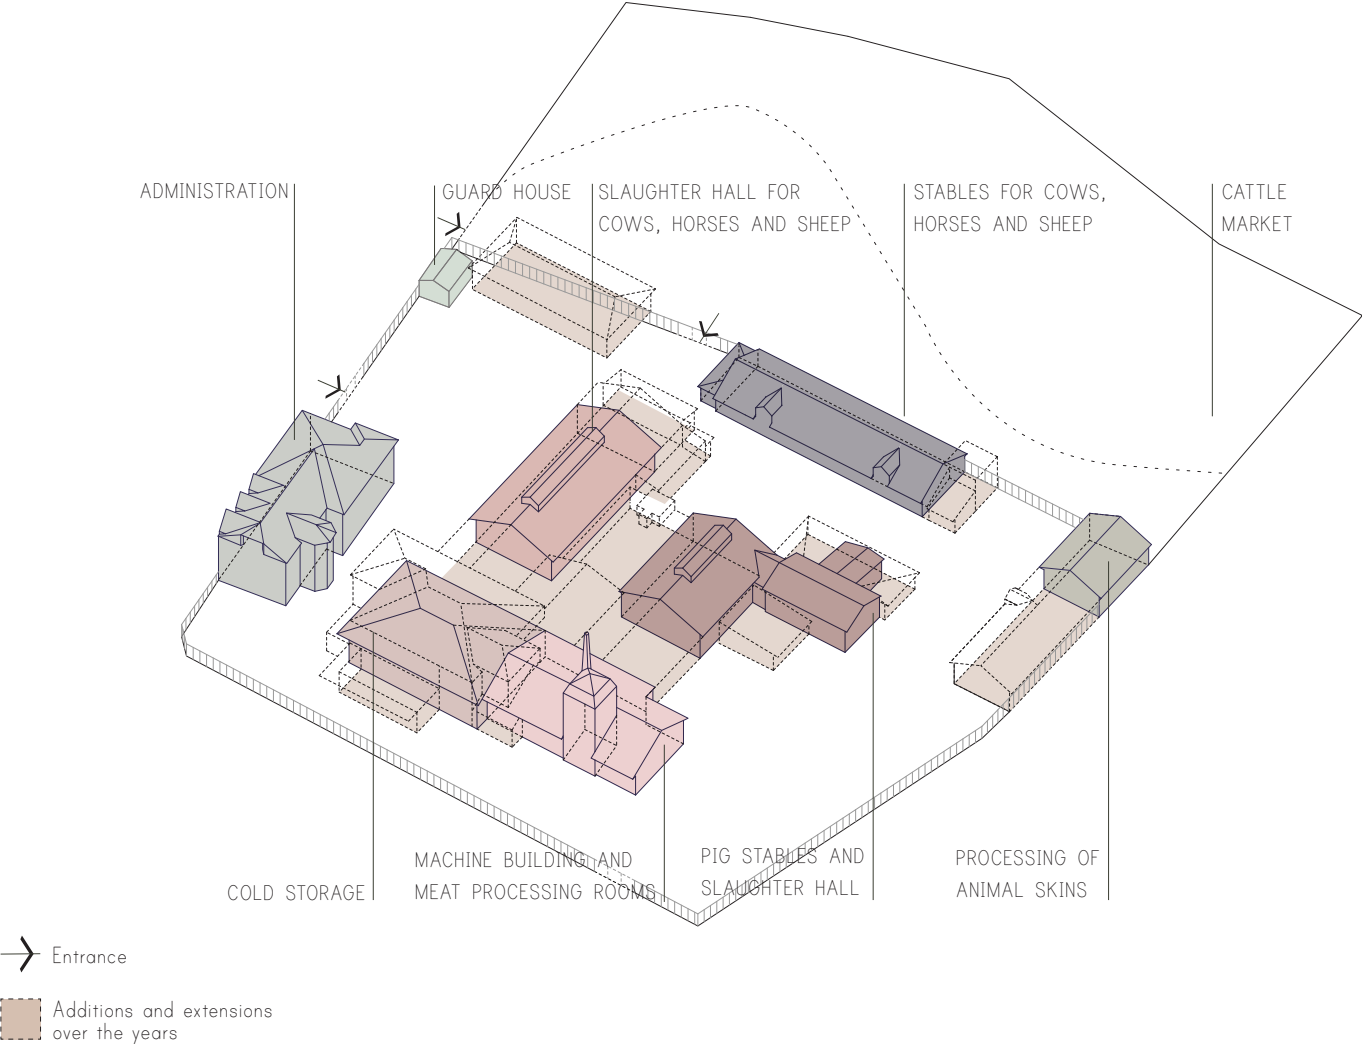 ADMINISTRATION
GUARD HOUSE
SLAUGHTER HALL FOR
COWS, HORSES AND SHEEP
STABLES FOR COWS,
HORSES AND SHEEP
CATTLE
MARKET
COLD STORAGE
MACHINE BUILDING AND
MEAT PROCESSING ROOMS
PIG STABLES AND
SLAUGHTER HALL
PROCESSING OF
ANIMAL SKINS
Entrance
Additions and extensions
over the years